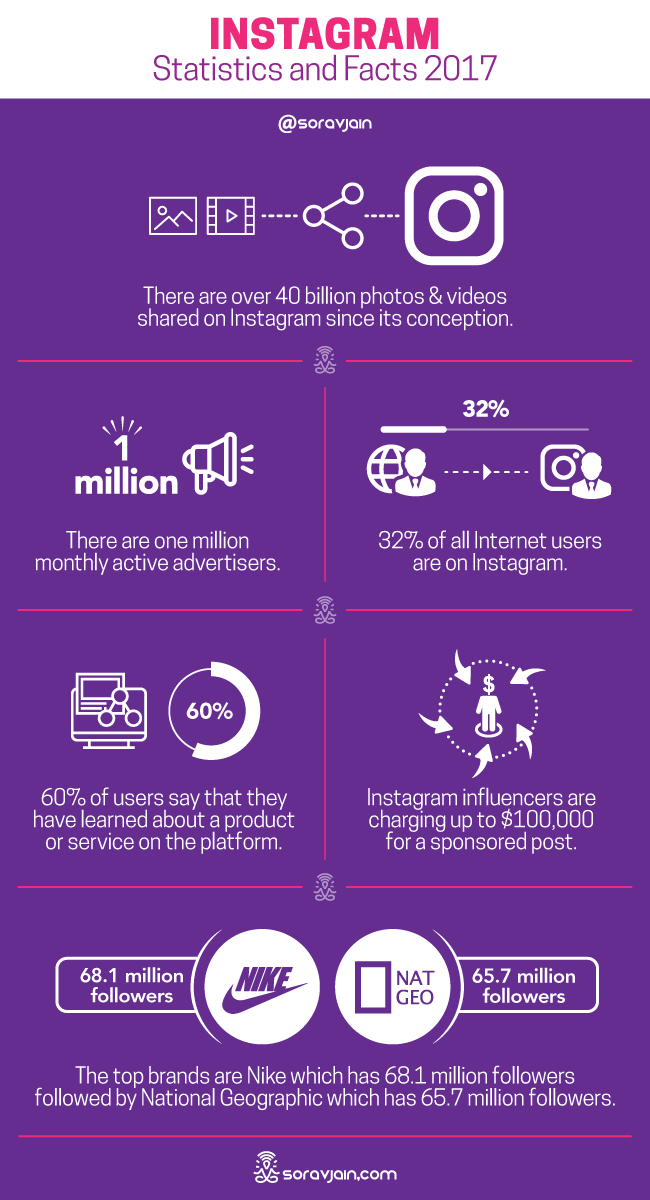 INSTAGRAM
Statistics and Facts 2017
@soravjain
There are over 40 billion photos & videos
shared on Instagram since its conception.
1
million
There are one million
monthly active advertisers.
32%
32% of all Internet users
are on Instagram.
60%
60% of users say that they
have learned about a product
or service on the platform.
$
Instagram influencers are
charging up to $100,000
for a sponsored post.
68.1 million
followers
NIKE
NAT
GEO
65.7 million
followers
The top brands are Nike which has 68.1 million followers
followed by National Geographic which has 65.7 million followers.
soravjain.com